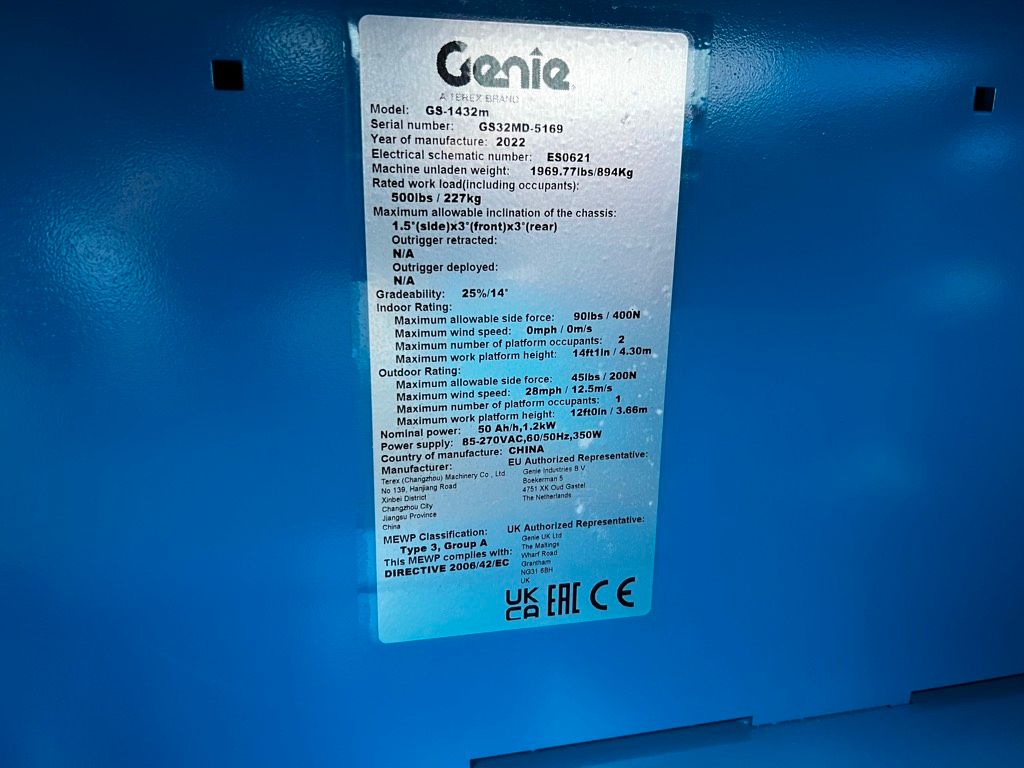 Genie
A TEREX BRAND
Model: GS-1432m
Serial number: GS32MD-5169
Year of manufacture: 2022
Electrical schematic number: ES0621
Machine unladen weight: 1969.77lbs/894Kg
Rated work load(including occupants):
500lbs / 227kg
Maximum allowable inclination of the chassis:
1.5°(side)x3°(front)x3°(rear)
Outrigger retracted:
N/A
Outrigger deployed:
N/A
Gradeability: 25%/14°
Indoor Rating:
Maximum allowable side force: 90lbs / 400N
Maximum wind speed: 0mph / 0m/s
Maximum number of platform occupants: 2
Maximum work platform height: 14ft1In / 4.30m
Outdoor Rating:
Maximum allowable side force: 45lbs / 200N
Maximum wind speed: 28mph / 12.5m/s
Maximum number of platform occupants: 1
Maximum work platform height: 12ft0In / 3.66m
Nominal power: 50 Ah/h,1.2kW
Power supply: 85-270VAC,60/50Hz,350W
Country of manufacture: CHINA
Manufacturer:
Terex (Changzhou) Machinery Co., Ltd.
No 139, Hanjiang Road
Xinbei District
Changzhou City
Jiangsu Province
China
EU Authorized Representative:
Genie Industries B.V.
Boekerman 5
4751 XK Oud Gastel
The Netherlands
MEWP Classification:
Type 3, Group A
This MEWP complies with:
DIRECTIVE 2006/42/EC
UK Authorized Representative:
Genie UK Ltd
The Maltings
Wharf Road
Grantham
NG31 6BH
UK
UK
CA
EAC
CE